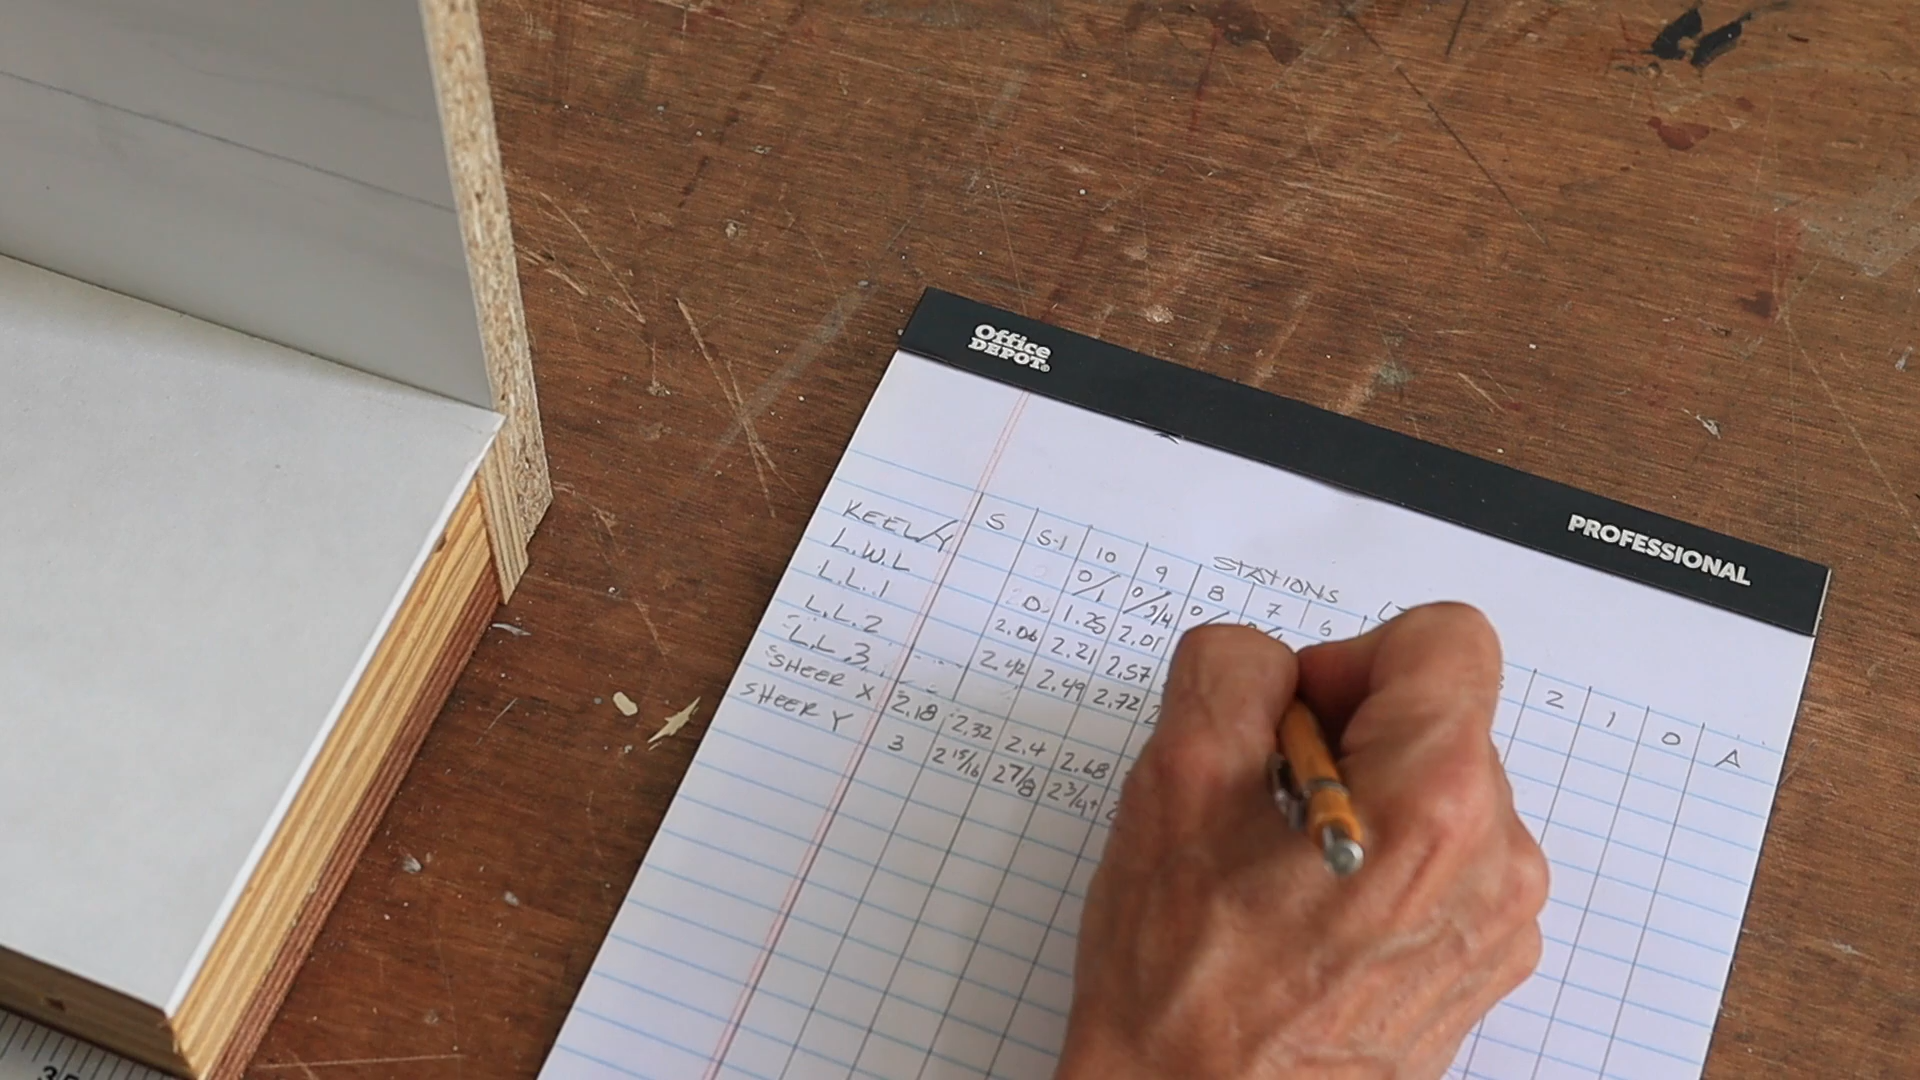 Office
DEPOT
PROFESSIONAL
STATIONS
S S-1 10 9 8 7 6 2 1 0 A
KEEL/Y 0/1 0/3/4 0/
L.W.L 0 1.25 2.01
L.L.1 2.06 2.21 2.57
L.L.2 2.42 2.49 2.72
L.L.3
SHEER X 2.18 2.32 2.4 2.68
SHEER Y 3 2 15/16 2 7/8 2 3/4+